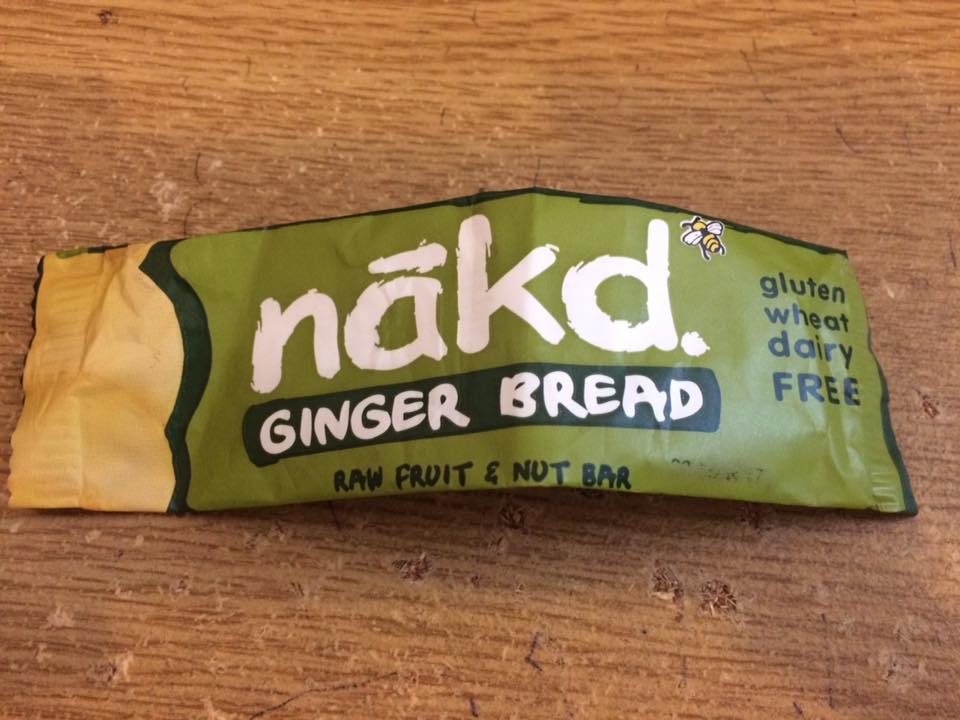 nākd.
GINGER BREAD
RAW FRUIT & NUT BAR
gluten
wheat
dairy
FREE